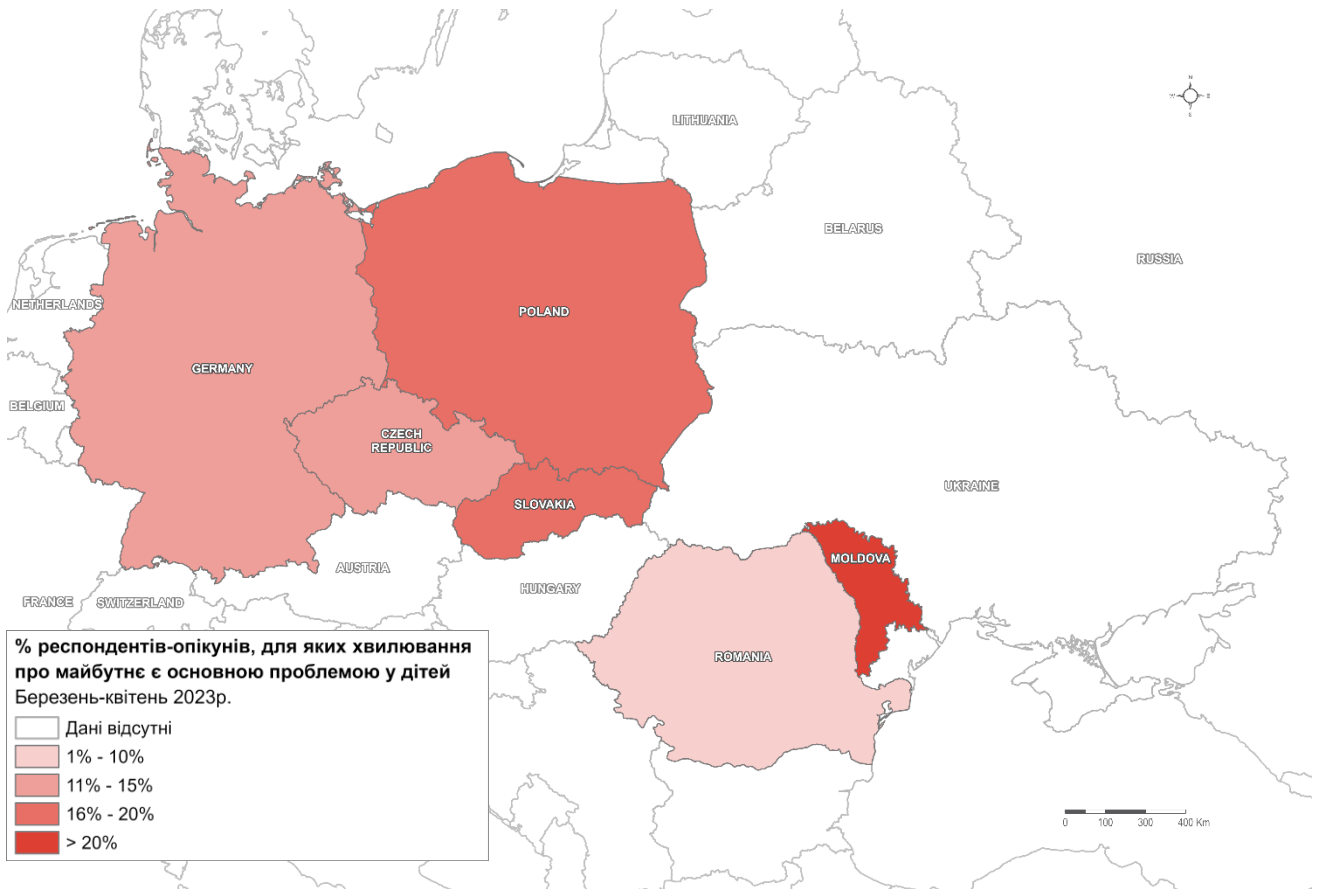 N
W
E
S
LITHUANIA
BELARUS
RUSSIA
NETHERLANDS
POLAND
GERMANY
BELGIUM
CZECH
REPUBLIC
UKRAINE
SLOVAKIA
MOLDOVA
AUSTRIA
HUNGARY
FRANCE
SWITZERLAND
ROMANIA
% респондентів-опікунів, для яких хвилювання
про майбутнє є основною проблемою у дітей
Березень-квітень 2023р.
Дані відсутні
1% - 10%
11% - 15%
16% - 20%
> 20%
0 100 300 400 Km